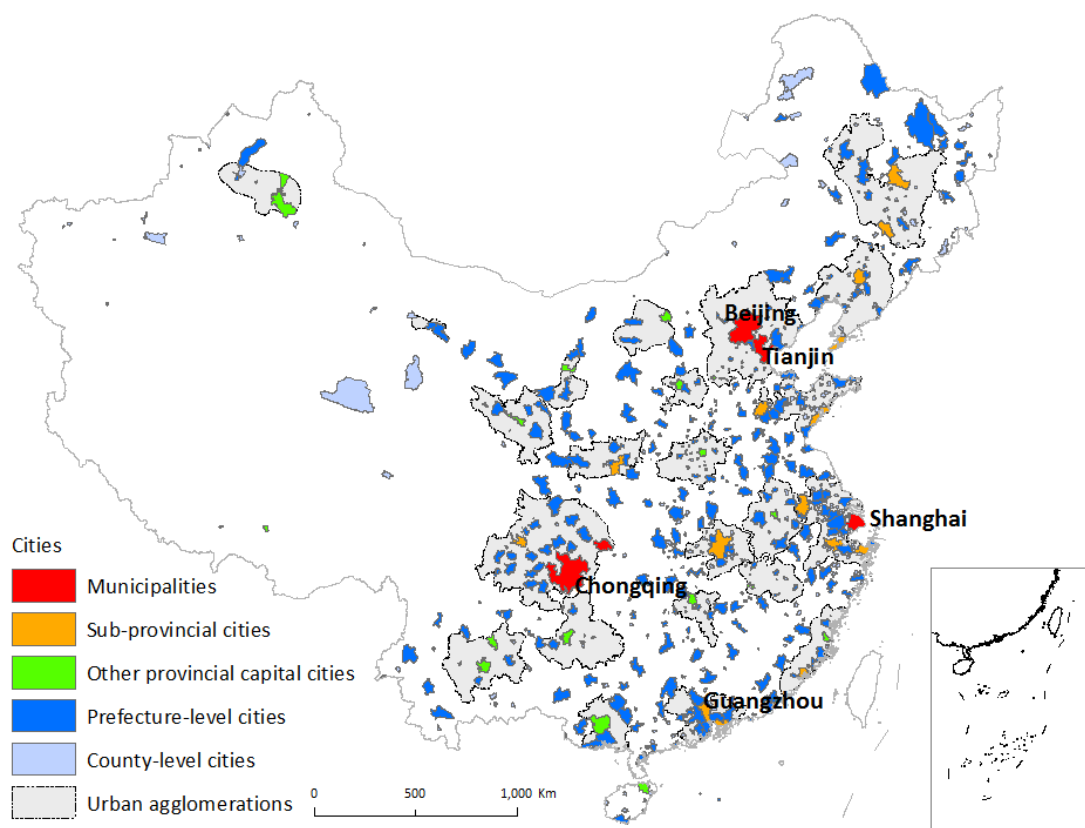 Beijing
Tianjin
Shanghai
Chongqing
Guangzhou
Cities
Municipalities
Sub-provincial cities
Other provincial capital cities
Prefecture-level cities
County-level cities
Urban agglomerations
0 500 1,000 Km